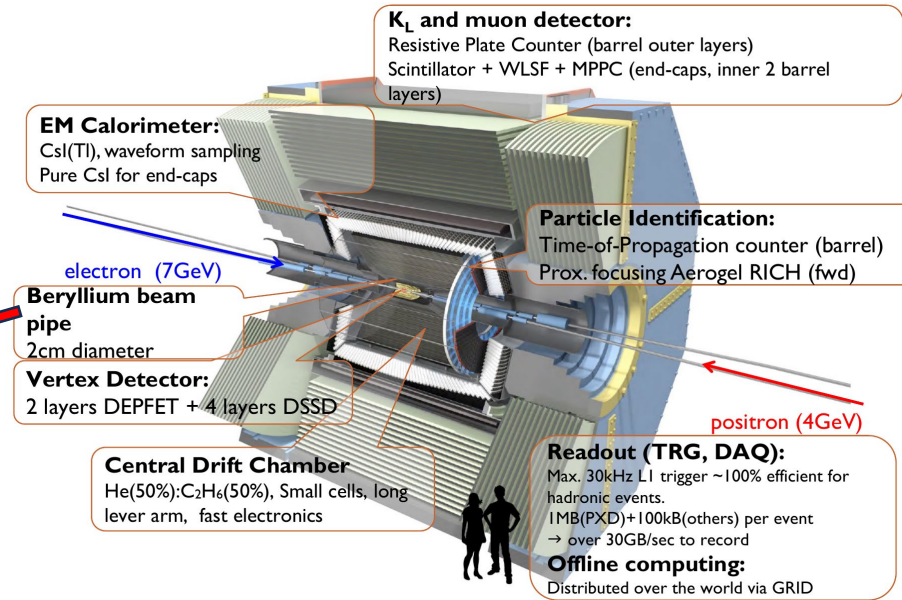 K_L and muon detector:
Resistive Plate Counter (barrel outer layers)
Scintillator + WLSF + MPPC (end-caps, inner 2 barrel
layers)
EM Calorimeter:
CsI(Tl), waveform sampling
Pure CsI for end-caps
Particle Identification:
Time-of-Propagation counter (barrel)
Prox. focusing Aerogel RICH (fwd)
electron (7GeV)
Beryllium beam
pipe
2cm diameter
Vertex Detector:
2 layers DEPFET + 4 layers DSSD
positron (4GeV)
Central Drift Chamber
He(50%):C₂H₆(50%), Small cells, long
lever arm, fast electronics
Readout (TRG, DAQ):
Max. 30kHz L1 trigger ~100% efficient for
hadronic events.
1MB(PXD)+100kB(others) per event
→ over 30GB/sec to record
Offline computing:
Distributed over the world via GRID